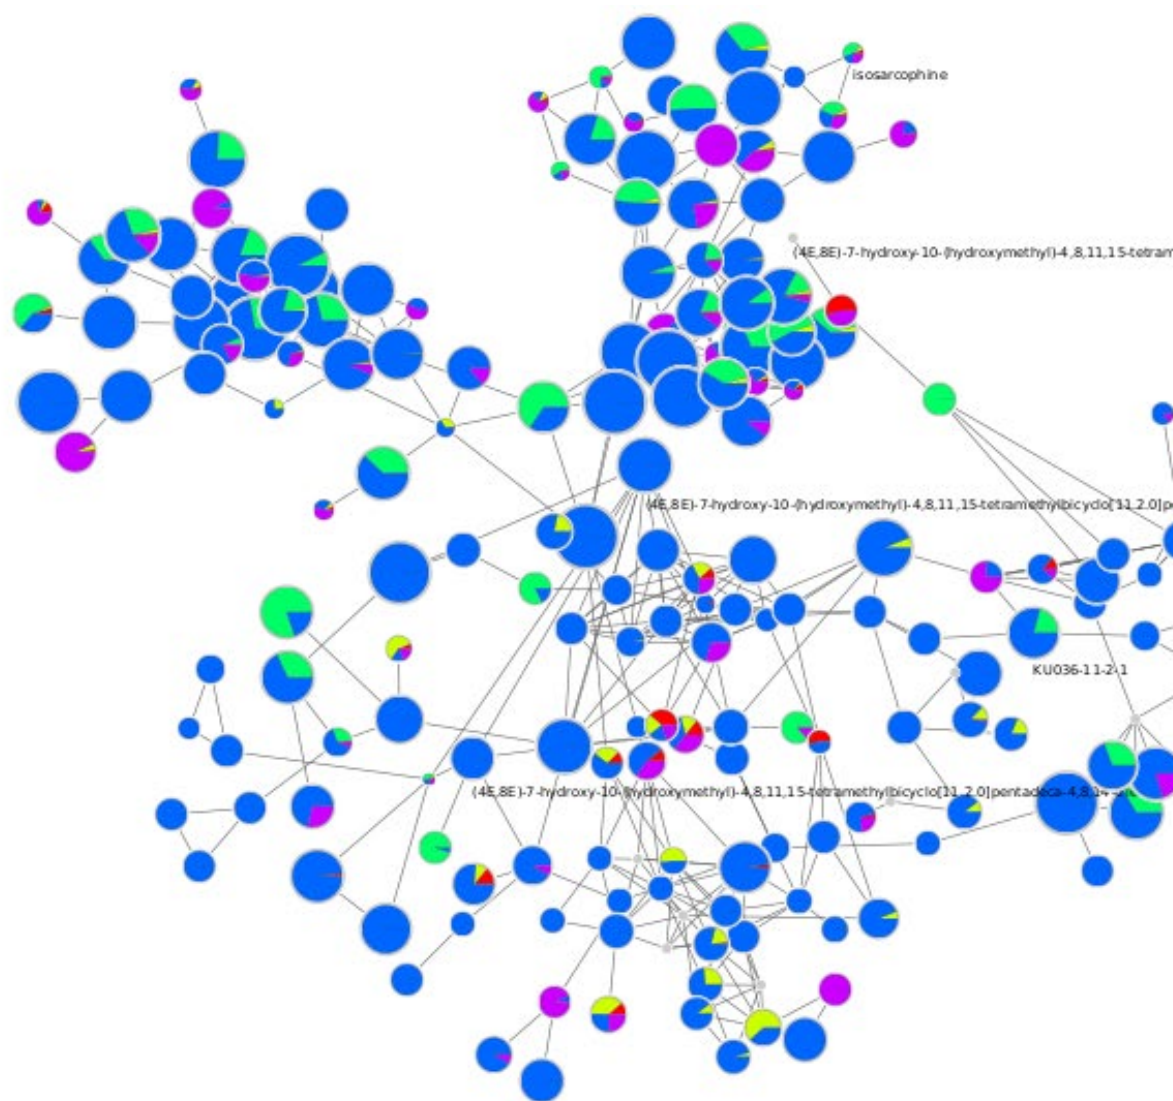 isosarcophine
(4E,8E)-7-hydroxy-10-(hydroxymethyl)-4,8,11,15-tetram
(4E,8E)-7-hydroxy-10-(hydroxymethyl)-4,8,11,15-tetramethylbicyclo[11.2.0]pe
KU036-11-2-1
(4E,8E)-7-hydroxy-10-(hydroxymethyl)-4,8,11,15-tetramethylbicyclo[11.2.0]pentadeca-4,8,14-